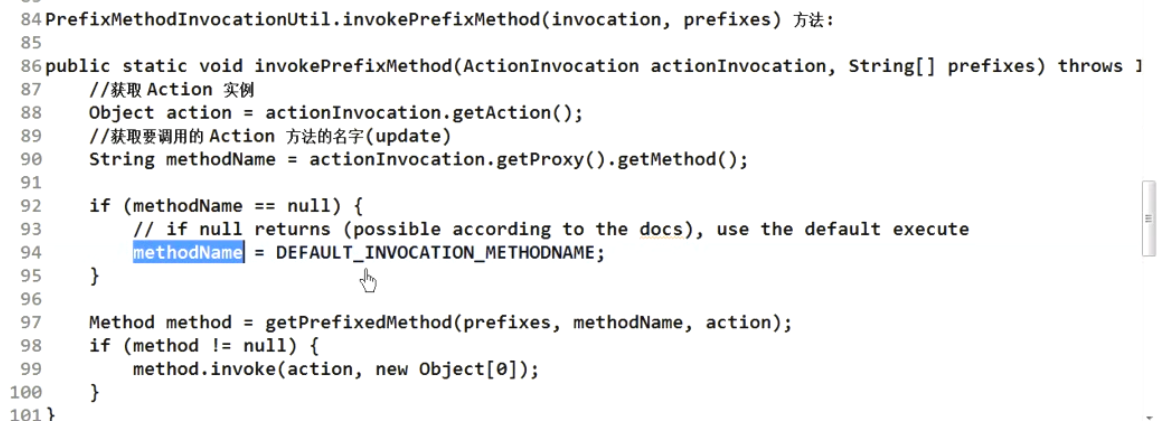 84 PrefixMethodInvocationUtil.invokePrefixMethod(invocation, prefixes) 方法:
85
86 public static void invokePrefixMethod(ActionInvocation actionInvocation, String[] prefixes) throws
87     //获取 Action 实例
88     Object action = actionInvocation.getAction();
89     //获取要调用的 Action 方法的名字(update)
90     String methodName = actionInvocation.getProxy().getMethod();
91
92     if (methodName == null) {
93         // if null returns (possible according to the docs), use the default execute
94         methodName = DEFAULT_INVOCATION_METHODNAME;
95     }
96
97     Method method = getPrefixedMethod(prefixes, methodName, action);
98     if (method != null) {
99         method.invoke(action, new Object[0]);
100     }
101 }